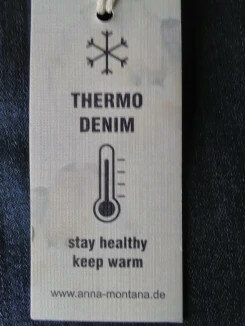 THERMO
DENIM
stay healthy
keep warm
www.anna-montana.de